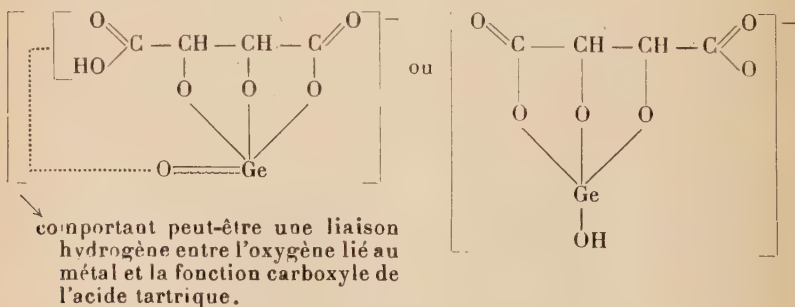 O O O O
C — CH — CH — C ou C — CH — CH — C
HO O
O O O O O O
O Ge Ge
OH
comportant peut-être une liaison
hydrogène entre l'oxygène lié au
métal et la fonction carboxyle de
l'acide tartrique.